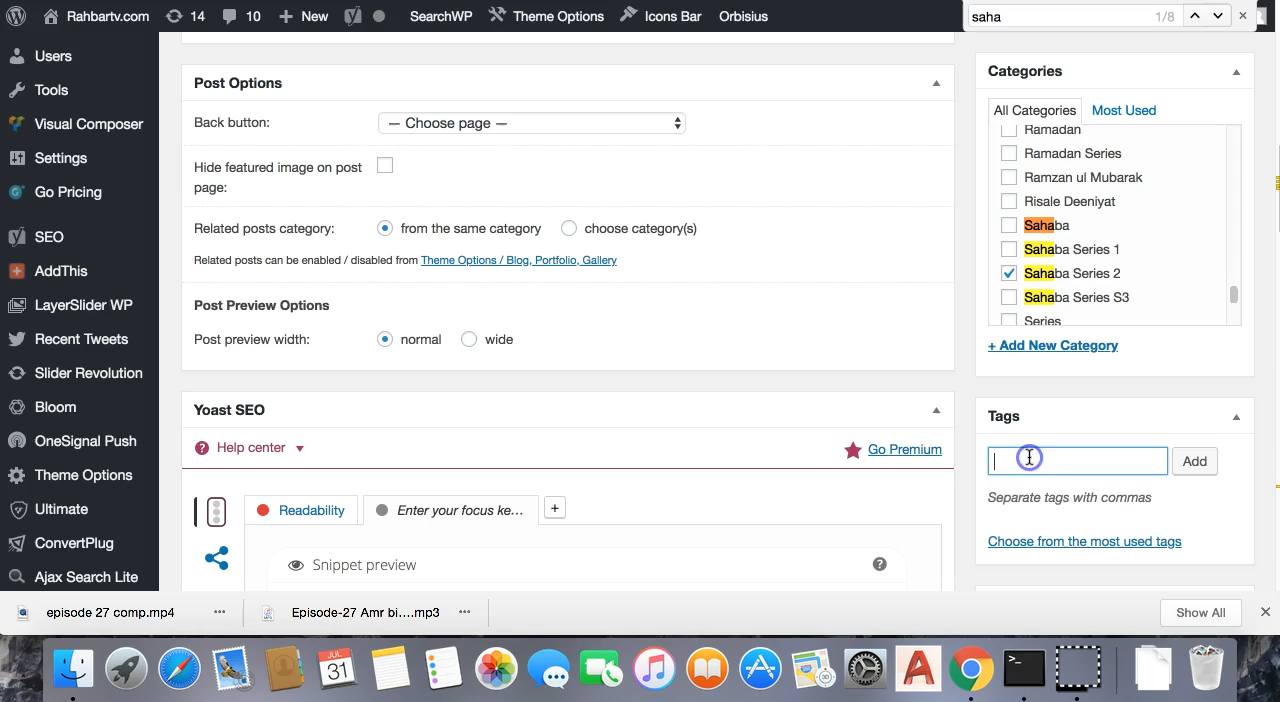 Rahbartv.com 14 10 New SearchWP Theme Options Icons Bar Orbisius saha 1/8
Users
Tools
Visual Composer
Settings
Go Pricing
SEO
AddThis
LayerSlider WP
Recent Tweets
Slider Revolution
Bloom
OneSignal Push
Theme Options
Ultimate
ConvertPlug
Ajax Search Lite
Post Options
Back button: — Choose page —
Hide featured image on post
page:
Related posts category: from the same category choose category(s)
Related posts can be enabled / disabled from Theme Options / Blog, Portfolio, Gallery
Post Preview Options
Post preview width: normal wide
Yoast SEO
Help center Go Premium
Readability Enter your focus ke... +
Snippet preview
Categories
All Categories Most Used
Ramadan
Ramadan Series
Ramzan ul Mubarak
Risale Deeniyat
Sahaba
Sahaba Series 1
Sahaba Series 2
Sahaba Series S3
Series
+ Add New Category
Tags
Add
Separate tags with commas
Choose from the most used tags
episode 27 comp.mp4 Episode-27 Amr bi....mp3 Show All
JUL
31